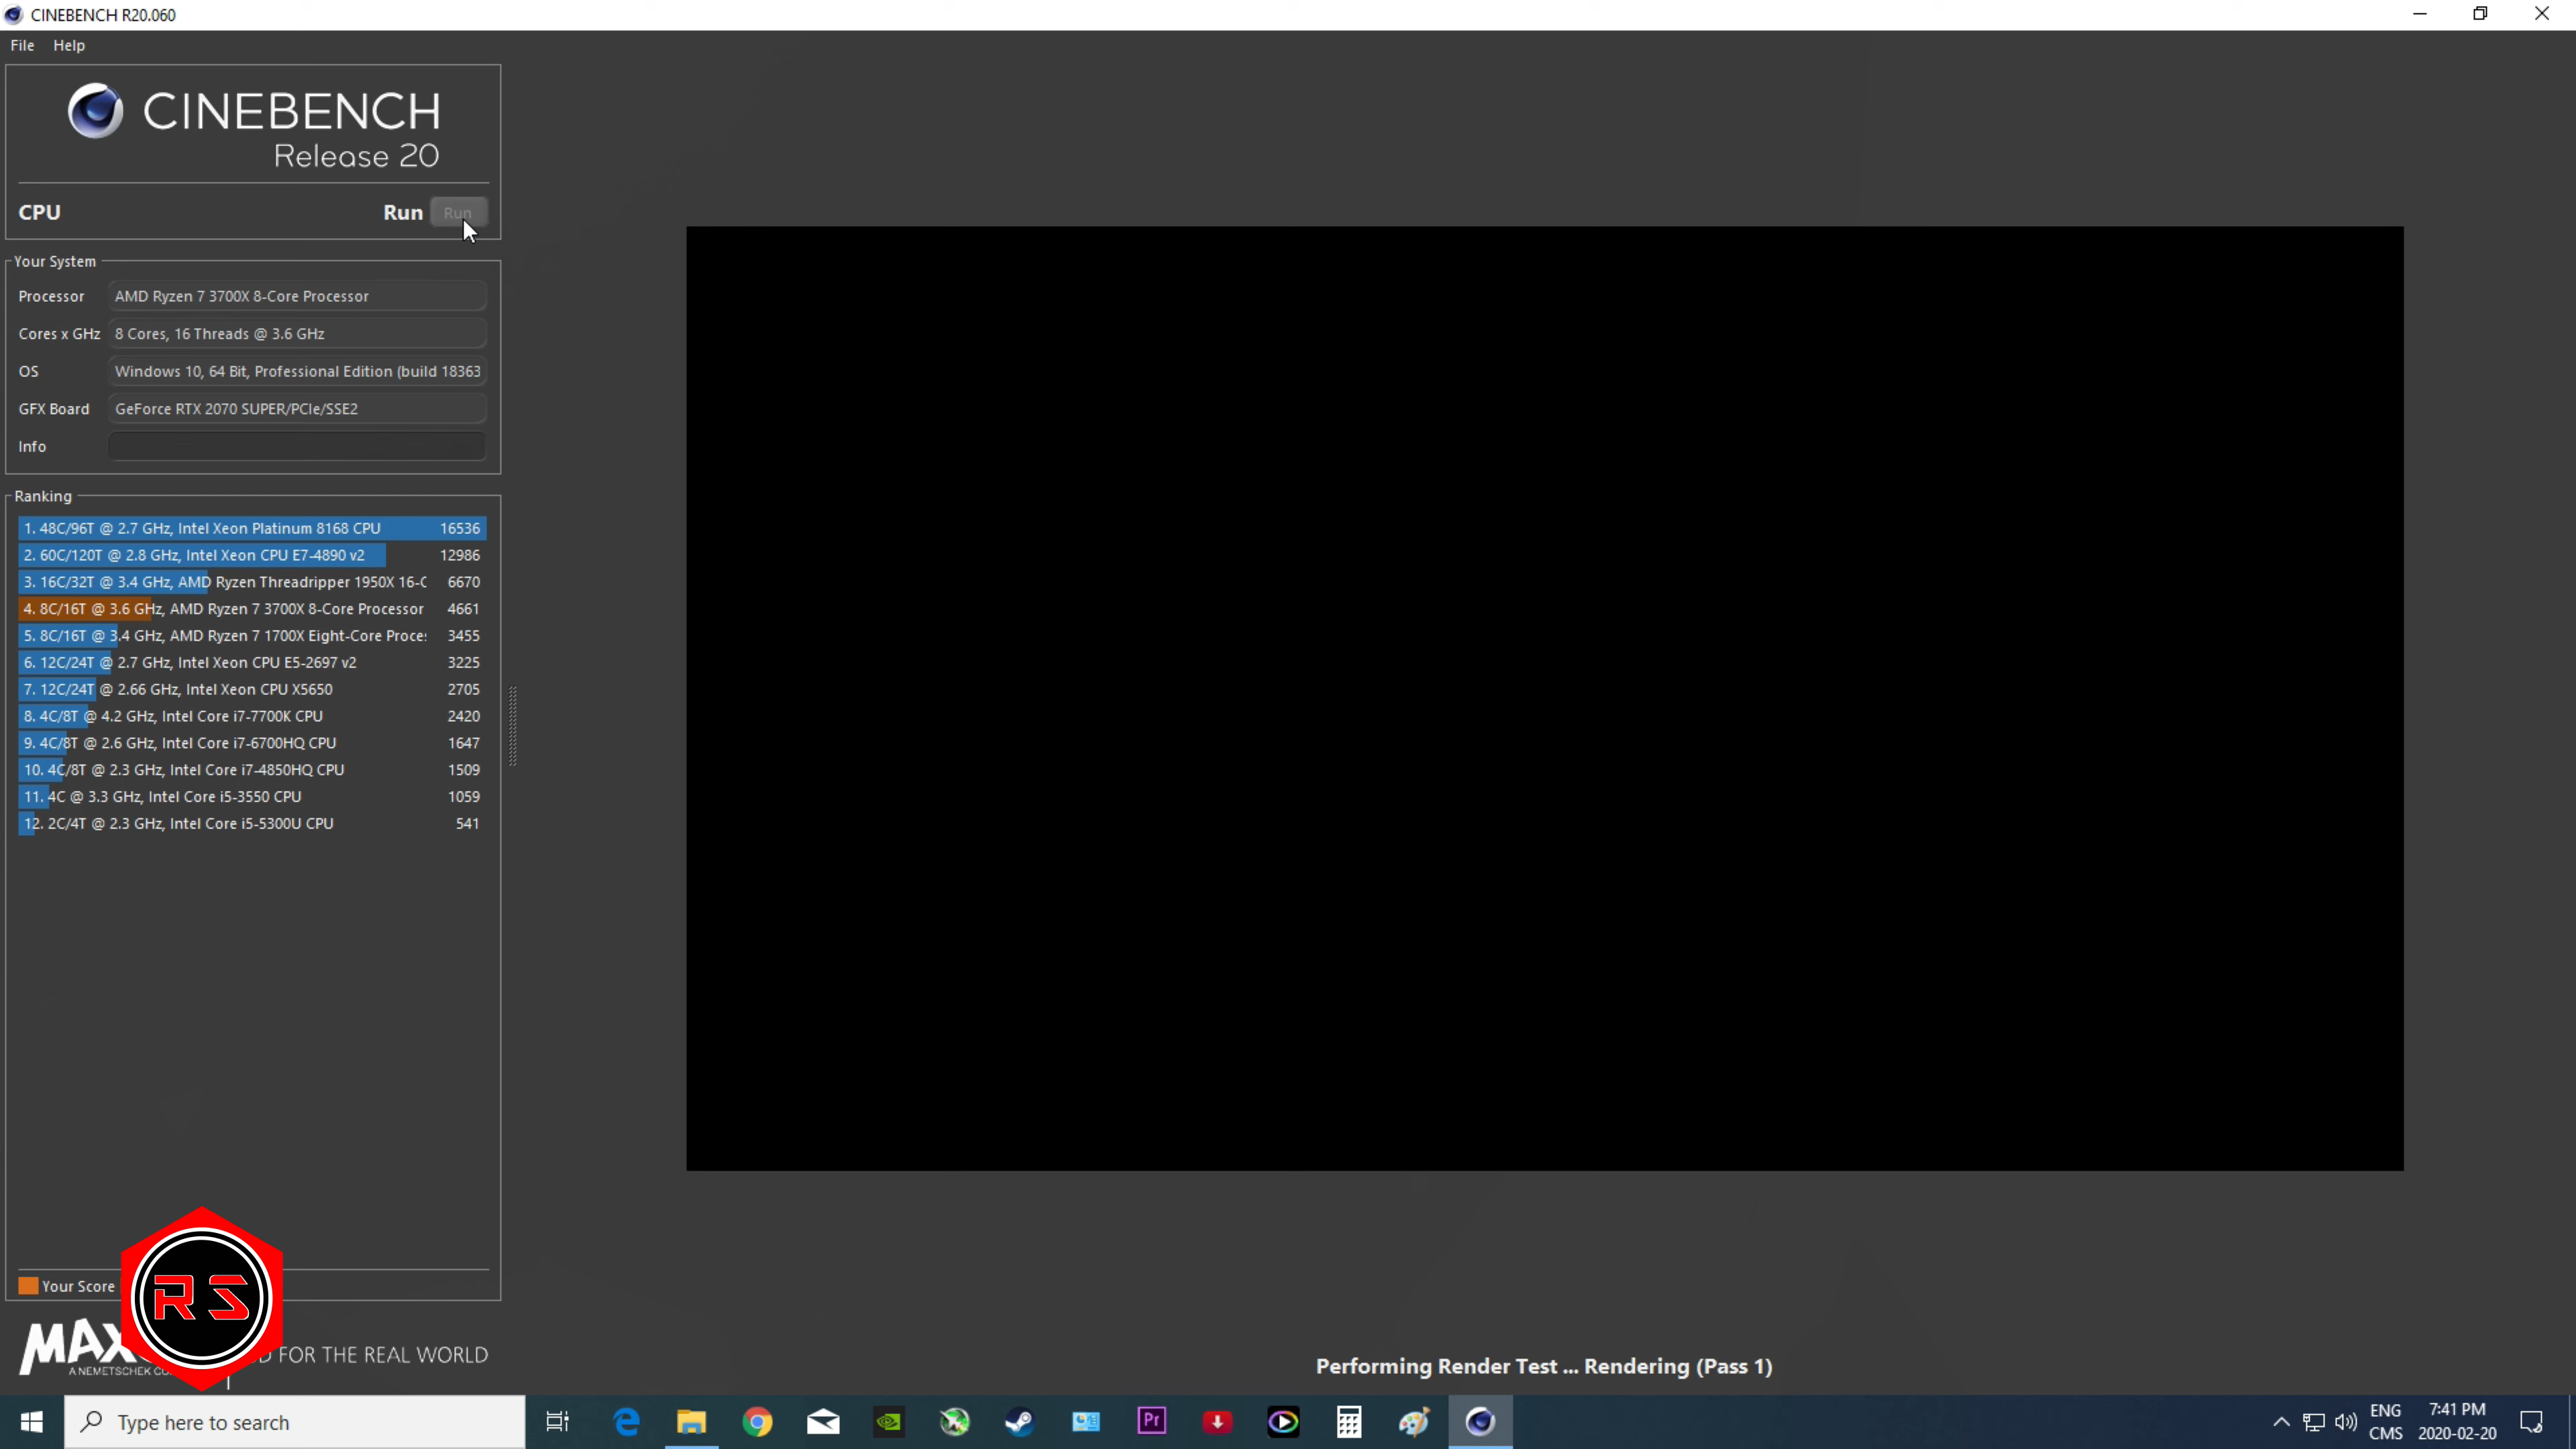 CINEBENCH R20.060
File Help
CINEBENCH
Release 20
CPU Run Run
Your System
Processor AMD Ryzen 7 3700X 8-Core Processor
Cores x GHz 8 Cores, 16 Threads @ 3.6 GHz
OS Windows 10, 64 Bit, Professional Edition (build 18363
GFX Board GeForce RTX 2070 SUPER/PCIe/SSE2
Info
Ranking
1. 48C/96T @ 2.7 GHz, Intel Xeon Platinum 8168 CPU 16536
2. 60C/120T @ 2.8 GHz, Intel Xeon CPU E7-4890 v2 12986
3. 16C/32T @ 3.4 GHz, AMD Ryzen Threadripper 1950X 16-C 6670
4. 8C/16T @ 3.6 GHz, AMD Ryzen 7 3700X 8-Core Processor 4661
5. 8C/16T @ 3.4 GHz, AMD Ryzen 7 1700X Eight-Core Proce 3455
6. 12C/24T @ 2.7 GHz, Intel Xeon CPU E5-2697 v2 3225
7. 12C/24T @ 2.66 GHz, Intel Xeon CPU X5650 2705
8. 4C/8T @ 4.2 GHz, Intel Core i7-7700K CPU 2420
9. 4C/8T @ 2.6 GHz, Intel Core i7-6700HQ CPU 1647
10. 4C/8T @ 2.3 GHz, Intel Core i7-4850HQ CPU 1509
11. 4C @ 3.3 GHz, Intel Core i5-3550 CPU 1059
12. 2C/4T @ 2.3 GHz, Intel Core i5-5300U CPU 541
Your Score
RS
MAX
A NEMETSCHEK
FOR THE REAL WORLD
Performing Render Test ... Rendering (Pass 1)
Type here to search
Pr
ENG
CMS
7:41 PM
2020-02-20